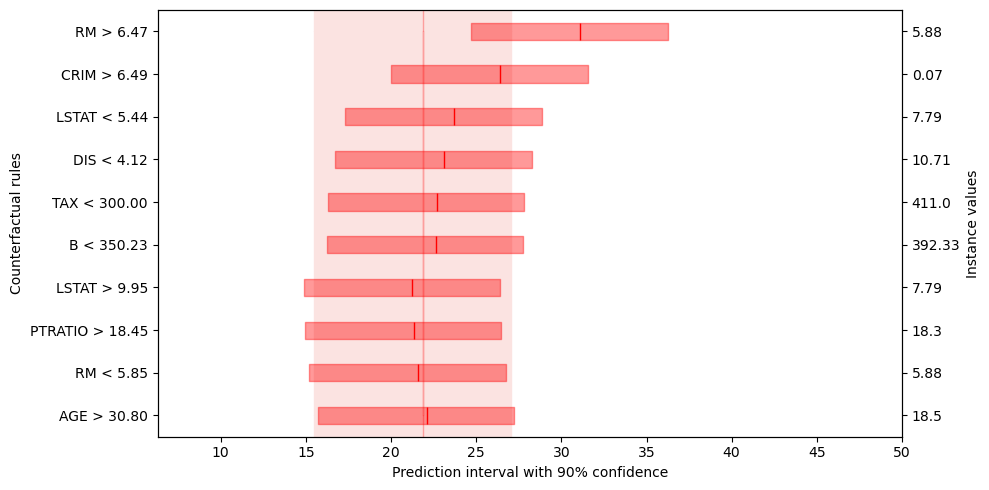 RM > 6.47 5.88
CRIM > 6.49 0.07
LSTAT < 5.44 7.79
DIS < 4.12 10.71
TAX < 300.00 411.0
B < 350.23 392.33
LSTAT > 9.95 7.79
PTRATIO > 18.45 18.3
RM < 5.85 5.88
AGE > 30.80 18.5
Counterfactual rules
Instance values
10 15 20 25 30 35 40 45 50
Prediction interval with 90% confidence